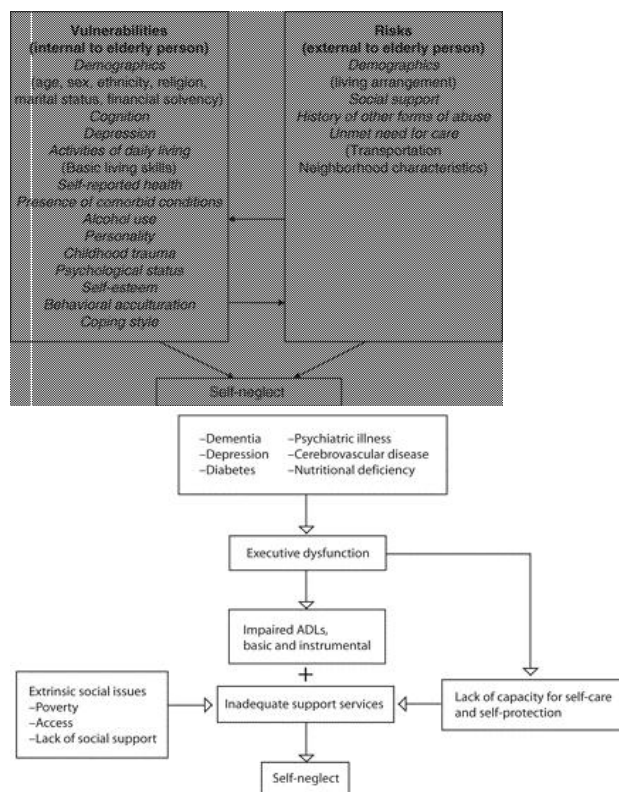 Vulnerabilities
(internal to elderly person)
Demographics
(age, sex, ethnicity, religion,
marital status, financial solvency)
Cognition
Depression
Activities of daily living
(Basic living skills)
Self-reported health
Presence of comorbid conditions
Alcohol use
Personality
Childhood trauma
Psychological status
Self-esteem
Behavioral acculturation
Coping style
Risks
(external to elderly person)
Demographics
(living arrangement)
Social support
History of other forms of abuse
Unmet need for care
(Transportation
Neighborhood characteristics)
Self-neglect
–Dementia
–Depression
–Diabetes
–Psychiatric illness
–Cerebrovascular disease
–Nutritional deficiency
Executive dysfunction
Impaired ADLs,
basic and instrumental
+
Extrinsic social issues
–Poverty
–Access
–Lack of social support
Inadequate support services
Lack of capacity for self-care
and self-protection
Self-neglect